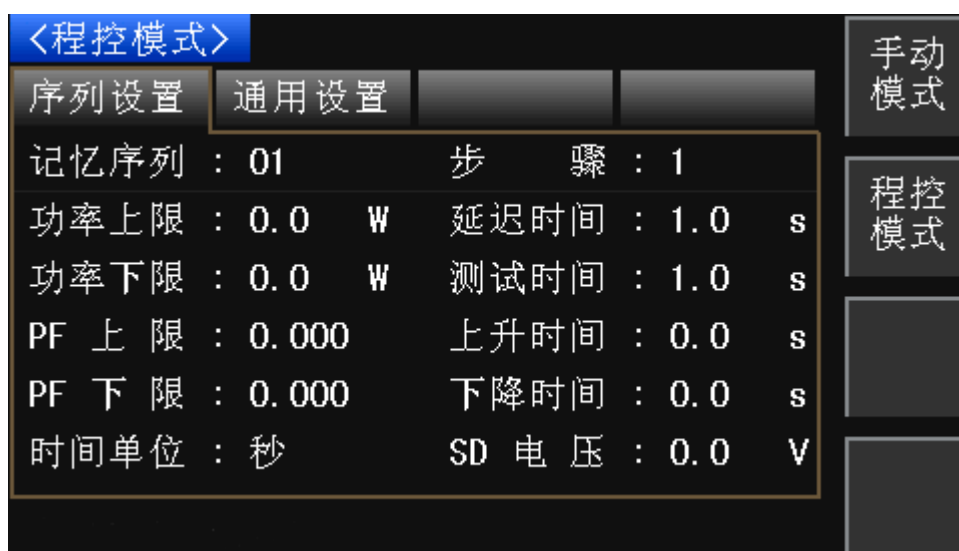 <程控模式>
序列设置 通用设置
记忆序列 : 01 步 骤 : 1
功率上限 : 0.0 W 延迟时间 : 1.0 s
功率下限 : 0.0 W 测试时间 : 1.0 s
PF 上 限 : 0.000 上升时间 : 0.0 s
PF 下 限 : 0.000 下降时间 : 0.0 s
时间单位 : 秒 SD 电 压 : 0.0 V
手动
模式
程控
模式